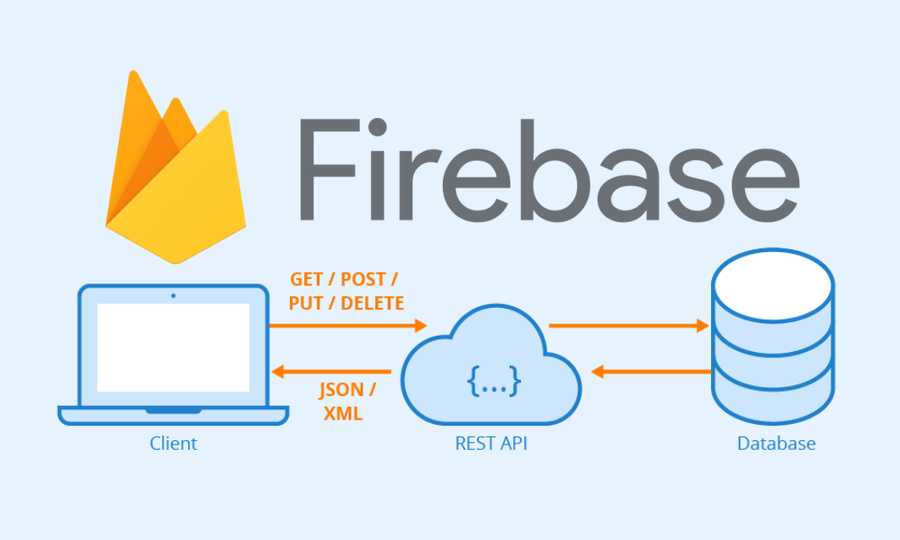 Firebase
GET / POST /
PUT / DELETE
JSON /
XML
{...}
Client
REST API
Database